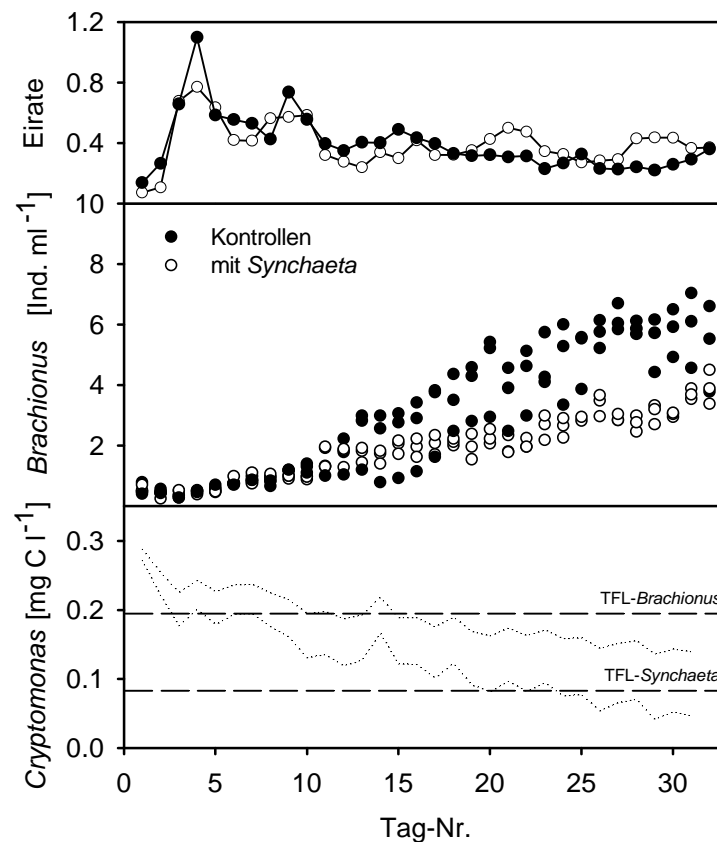 1.2
0.8
0.4
Eirate
10
8
6
4
2
Brachionus [Ind. ml⁻¹]
Kontrollen
mit Synchaeta
0.3
0.2
0.1
0.0
Cryptomonas [mg C l⁻¹]
TFL-Brachionus
TFL-Synchaeta
0 5 10 15 20 25 30
Tag-Nr.